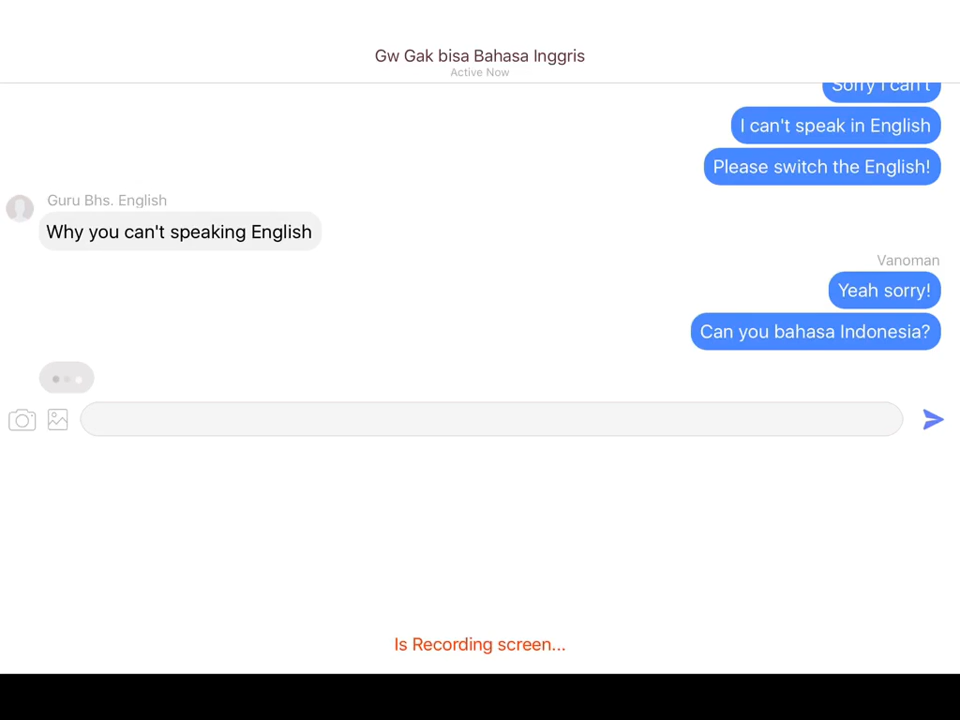 Gw Gak bisa Bahasa Inggris
Active Now
Sorry I can't
I can't speak in English
Please switch the English!
Guru Bhs. English
Why you can't speaking English
Vanoman
Yeah sorry!
Can you bahasa Indonesia?
Is Recording screen...